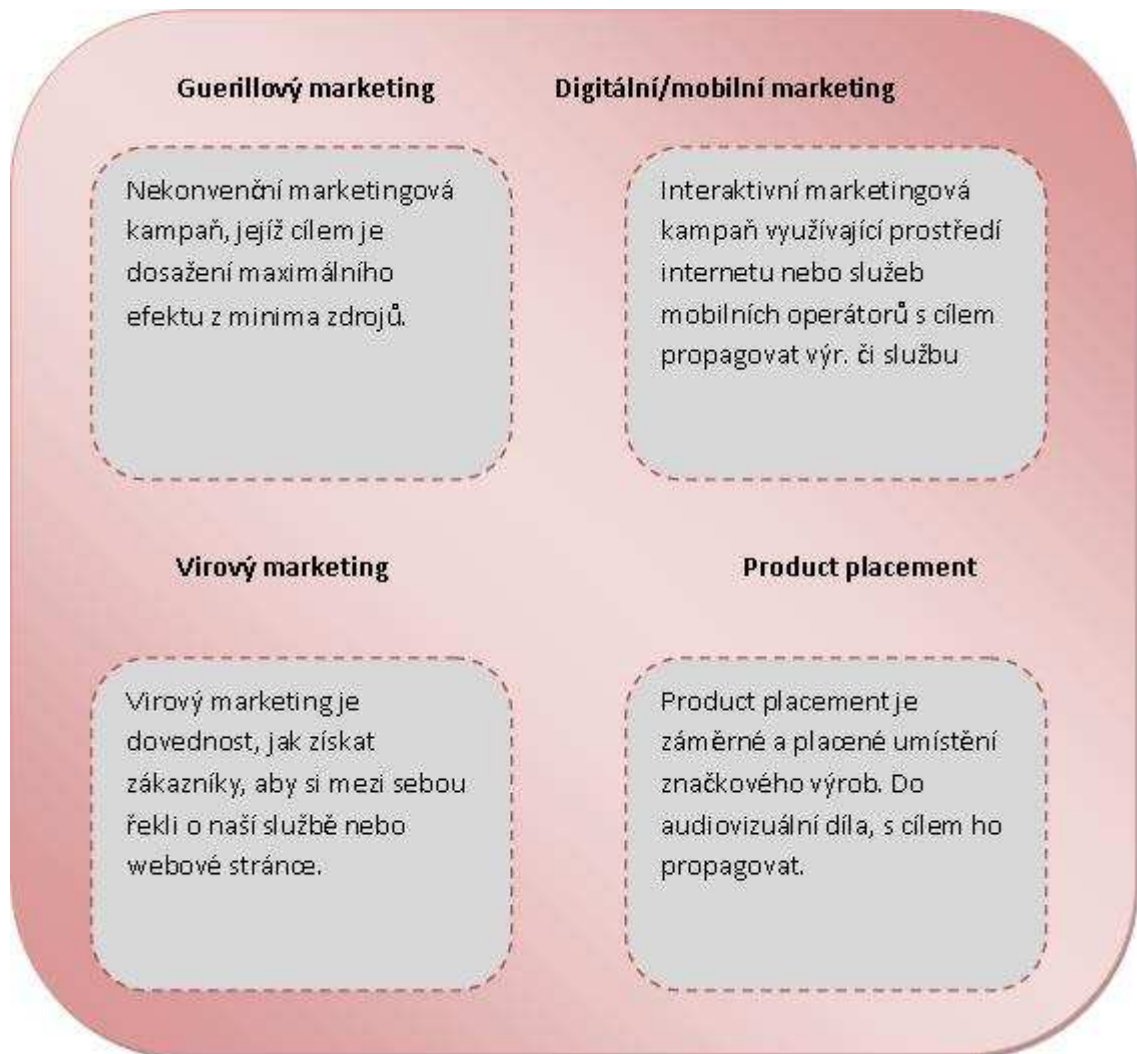 Guerillový marketing
Digitální/mobilní marketing
Nekonvenční marketingová
kampaň, jejíž cílem je
dosažení maximálního
efektu z minima zdrojů.
Interaktivní marketingová
kampaň využívající prostředí
internetu nebo služeb
mobilních operátorů s cílem
propagovat výr. či službu
Virový marketing
Product placement
Virový marketing je
dovednost, jak získat
zákazníky, aby si mezi sebou
řekli o naší službě nebo
webové stránce.
Product placement je
záměrné a placené umístění
značkového výrob. Do
audiovizuální díla, s cílem ho
propagovat.